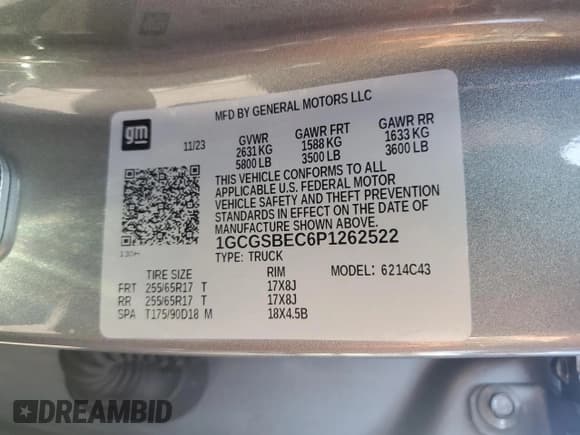 MFD BY GENERAL MOTORS LLC
gm
11/23
GVWR GAWR FRT GAWR RR
2631 KG 1588 KG 1633 KG
5800 LB 3500 LB 3600 LB
THIS VEHICLE CONFORMS TO ALL
APPLICABLE U.S. FEDERAL MOTOR
VEHICLE SAFETY AND THEFT PREVENTION
STANDARDS IN EFFECT ON THE DATE OF
MANUFACTURE SHOWN ABOVE.
1GCGSBEC6P1262522
TYPE: TRUCK
TIRE SIZE RIM MODEL: 6214C43
FRT 255/65R17 T 17X8J
RR 255/65R17 T 17X8J
SPA T175/90D18 M 18X4.5B
DREAMBID